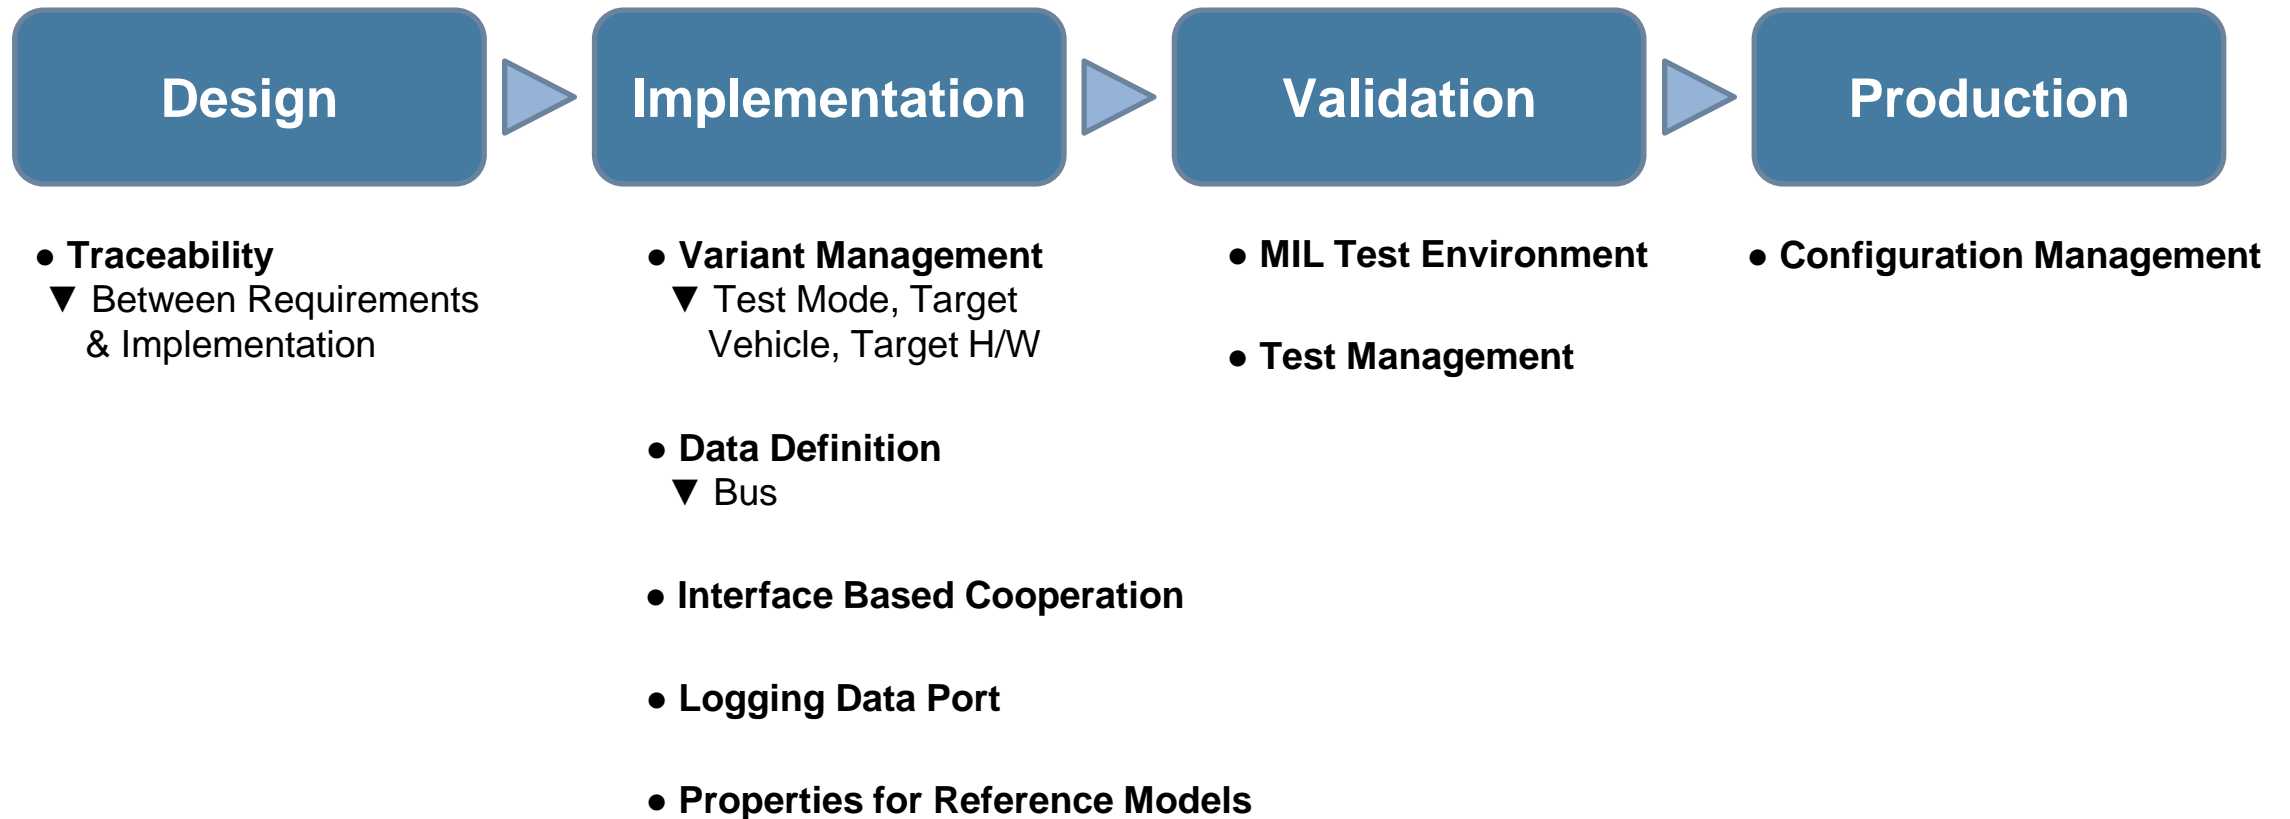 Design
Implementation
Validation
Production
● Traceability
▼ Between Requirements
& Implementation
● Variant Management
▼ Test Mode, Target
Vehicle, Target H/W
● Data Definition
▼ Bus
● Interface Based Cooperation
● Logging Data Port
● Properties for Reference Models
● MIL Test Environment
● Test Management
● Configuration Management